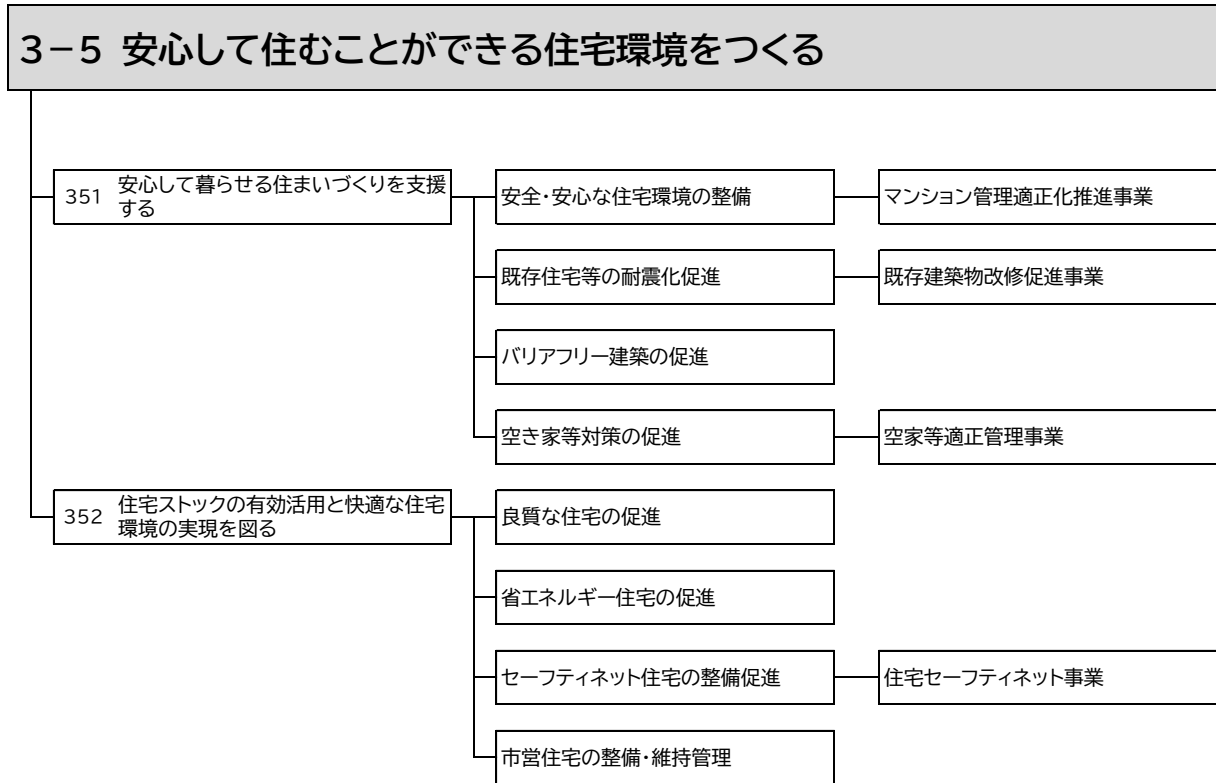 3－5 安心して住むことができる住宅環境をつくる
351 安心して暮らせる住まいづくりを支援
する
安全・安心な住宅環境の整備
マンション管理適正化推進事業
既存住宅等の耐震化促進
既存建築物改修促進事業
バリアフリー建築の促進
空き家等対策の促進
空家等適正管理事業
352 住宅ストックの有効活用と快適な住宅
環境の実現を図る
良質な住宅の促進
省エネルギー住宅の促進
セーフティネット住宅の整備促進
住宅セーフティネット事業
市営住宅の整備・維持管理